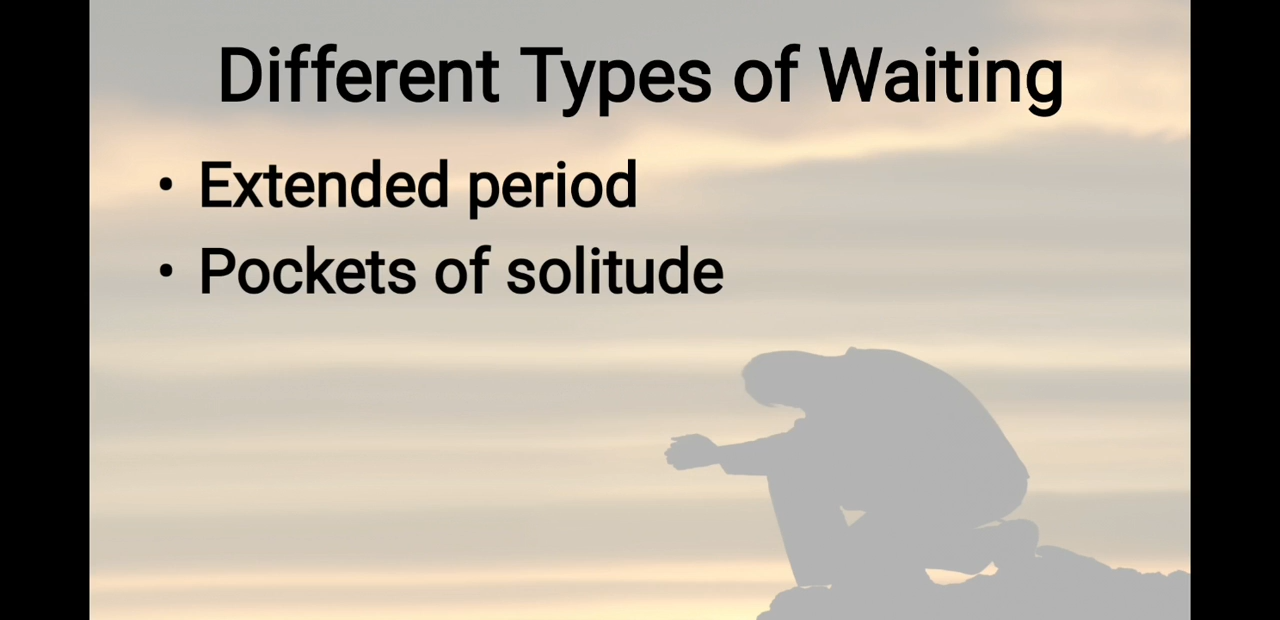 Different Types of Waiting
• Extended period
• Pockets of solitude